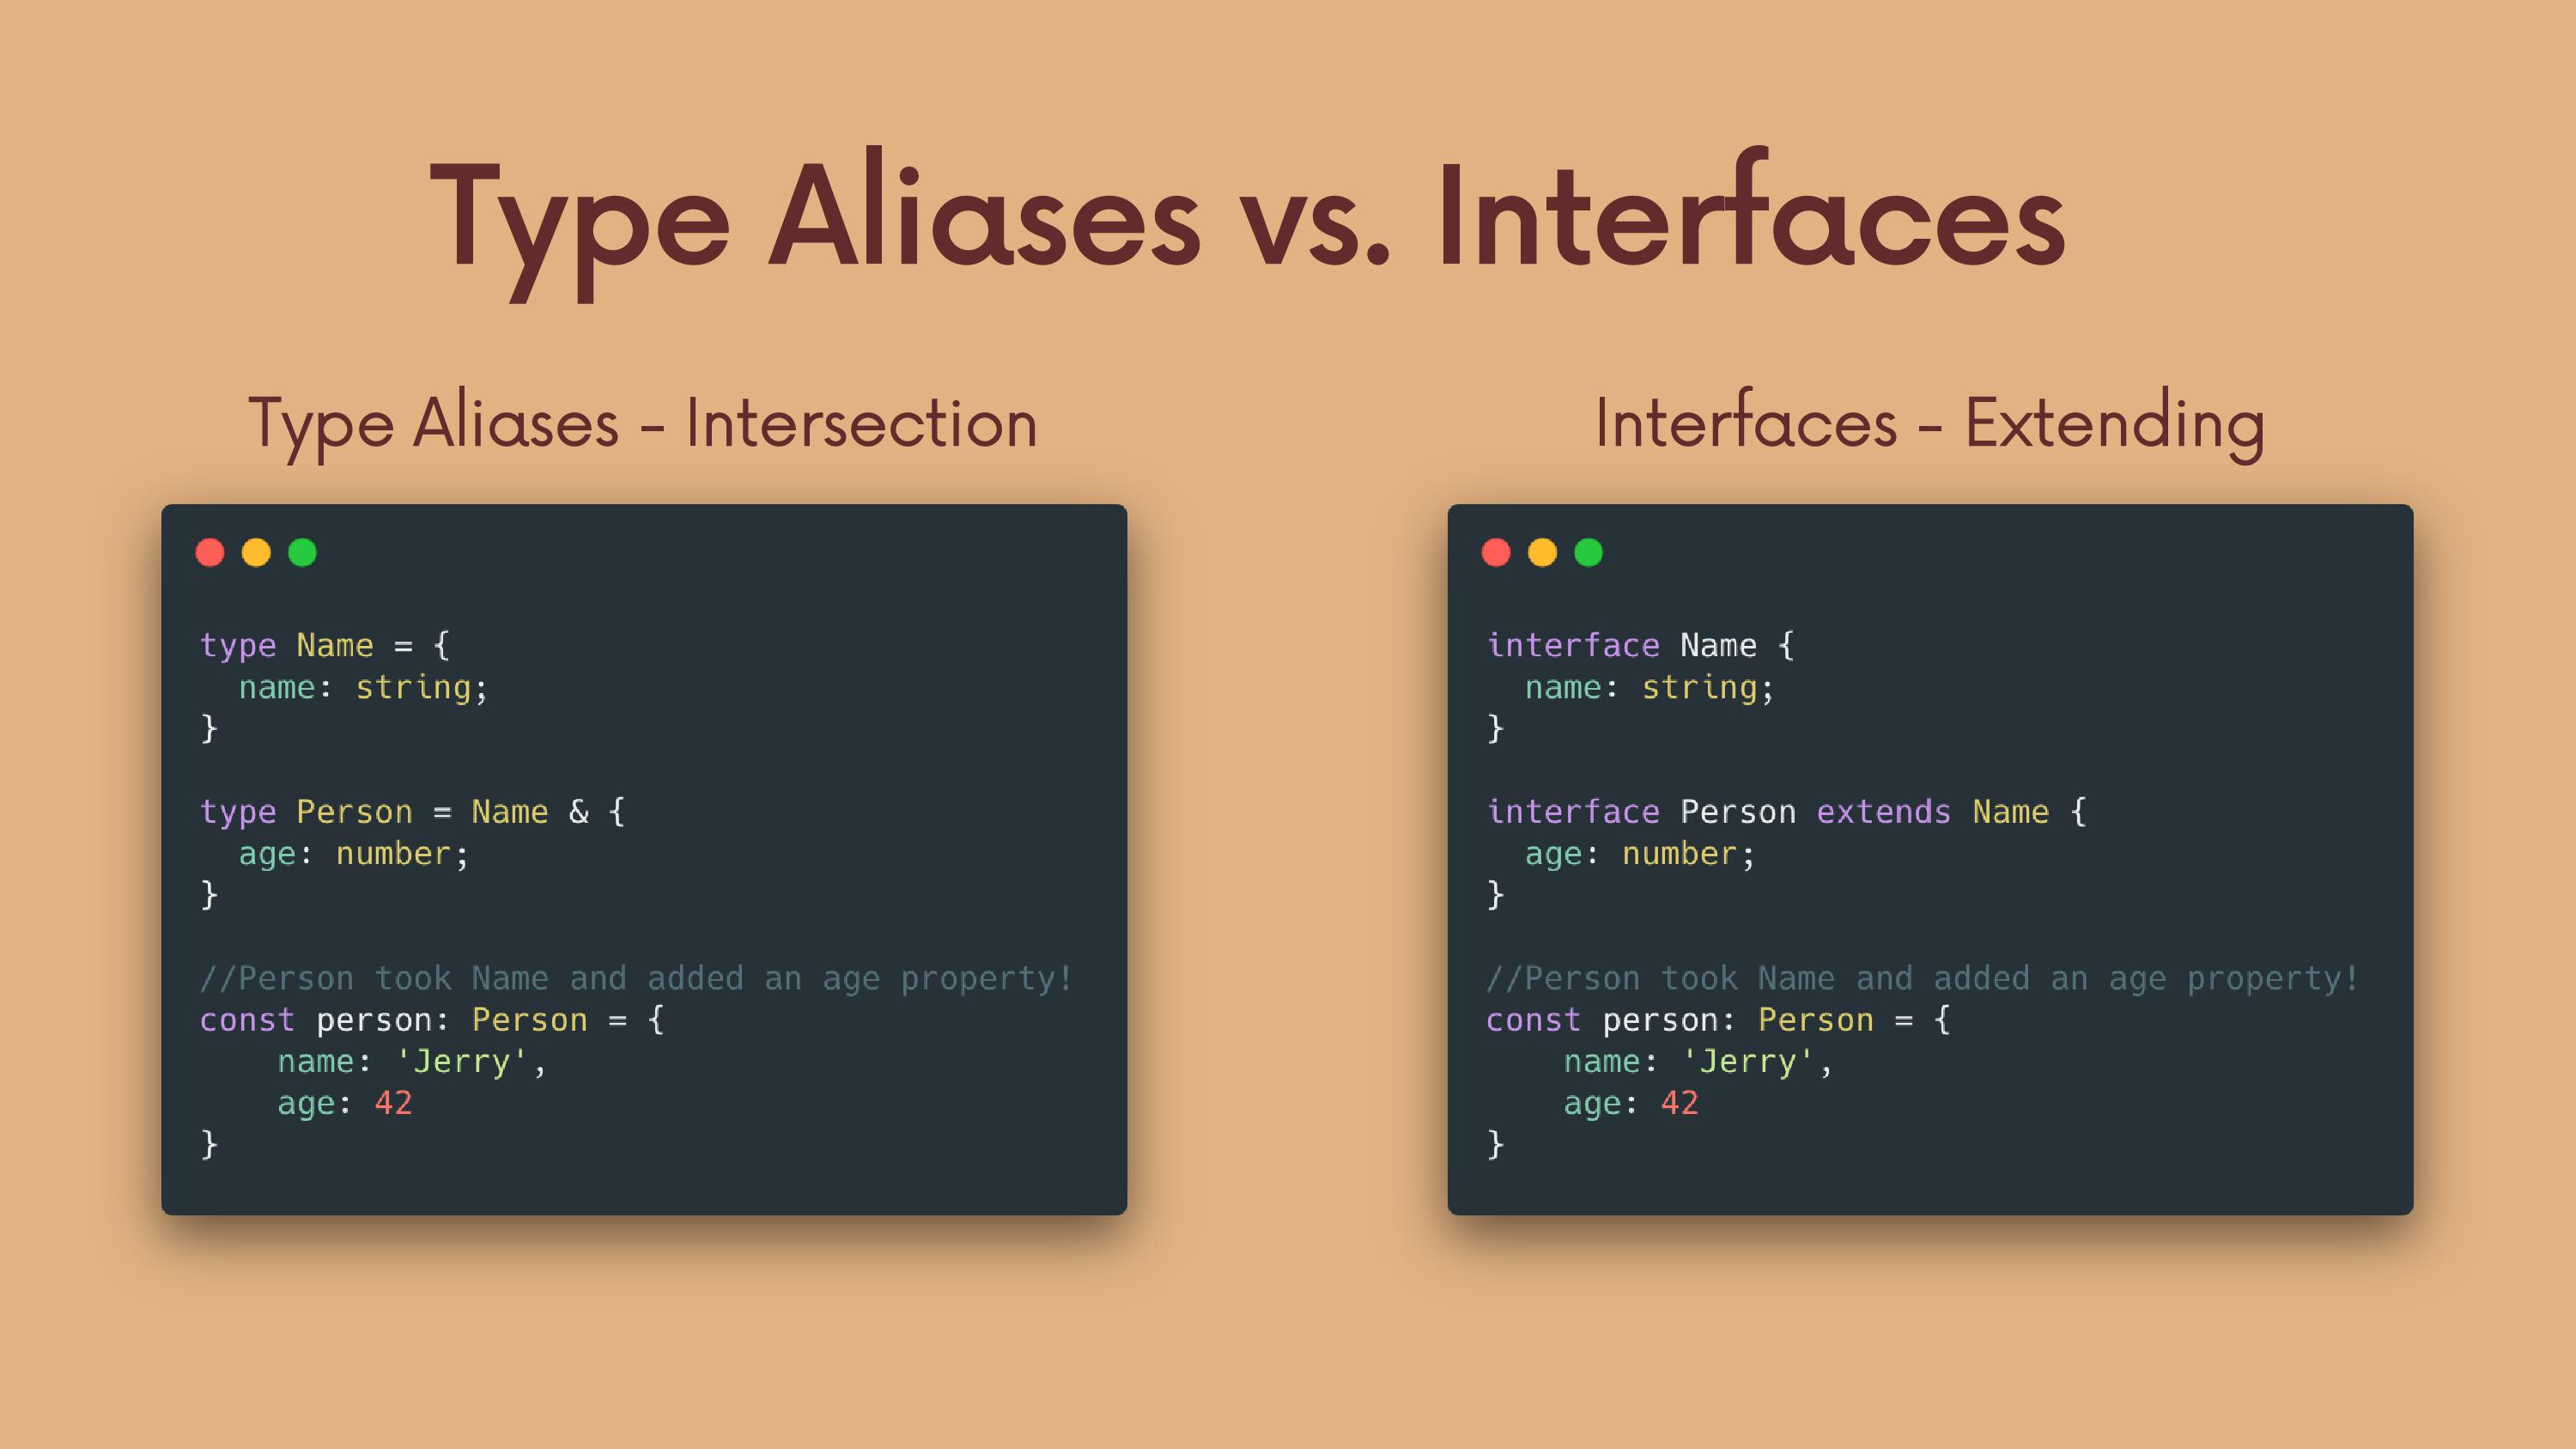 Type Aliases vs. Interfaces
Type Aliases - Intersection
type Name = {
  name: string;
}

type Person = Name & {
  age: number;
}

//Person took Name and added an age property!
const person: Person = {
    name: 'Jerry',
    age: 42
}
Interfaces - Extending
interface Name {
  name: string;
}

interface Person extends Name {
  age: number;
}

//Person took Name and added an age property!
const person: Person = {
    name: 'Jerry',
    age: 42
}